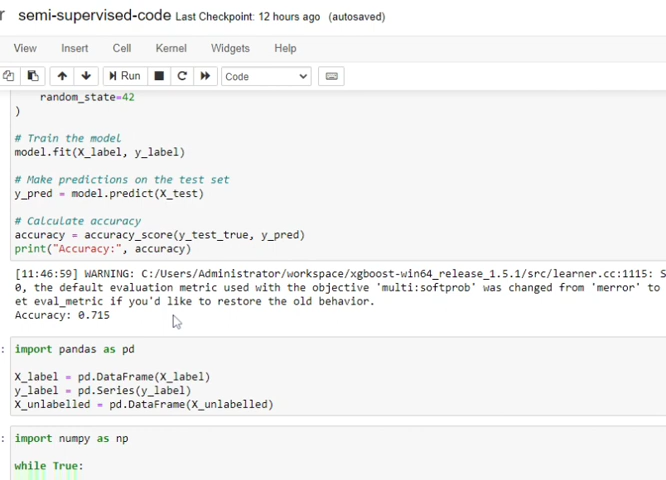 r semi-supervised-code Last Checkpoint: 12 hours ago (autosaved)
View Insert Cell Kernel Widgets Help
Run Code
random_state=42
)
# Train the model
model.fit(X_label, y_label)
# Make predictions on the test set
y_pred = model.predict(X_test)
# Calculate accuracy
accuracy = accuracy_score(y_test_true, y_pred)
print("Accuracy:", accuracy)
[11:46:59] WARNING: C:/Users/Administrator/workspace/xgboost-win64_release_1.5.1/src/learner.cc:1115: S
0, the default evaluation metric used with the objective 'multi:softprob' was changed from 'merror' to
et eval_metric if you'd like to restore the old behavior.
Accuracy: 0.715
: import pandas as pd
X_label = pd.DataFrame(X_label)
y_label = pd.Series(y_label)
X_unlabelled = pd.DataFrame(X_unlabelled)
: import numpy as np
while True: